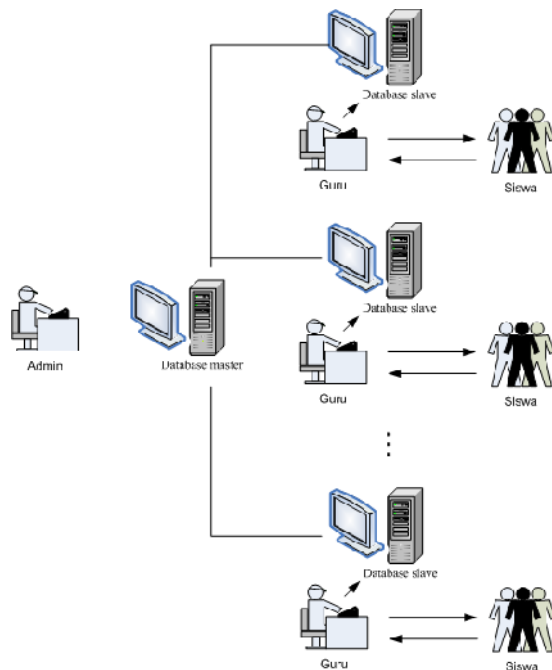 Database slave
Guru
Siswa
Database slave
Admin
Database master
Guru
Siswa
Database slave
Guru
Siswa